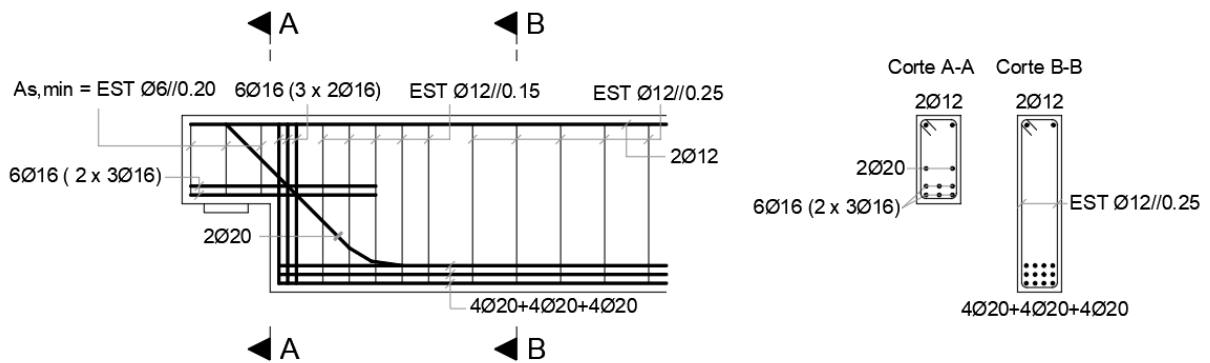 A
B
As,min = EST Ø6//0.20
6Ø16 (3 x 2Ø16)
EST Ø12//0.15
EST Ø12//0.25
2Ø12
6Ø16 ( 2 x 3Ø16)
2Ø20
4Ø20+4Ø20+4Ø20
A
B
Corte A-A
2Ø12
2Ø20
6Ø16 (2 x 3Ø16)
Corte B-B
2Ø12
EST Ø12//0.25
4Ø20+4Ø20+4Ø20